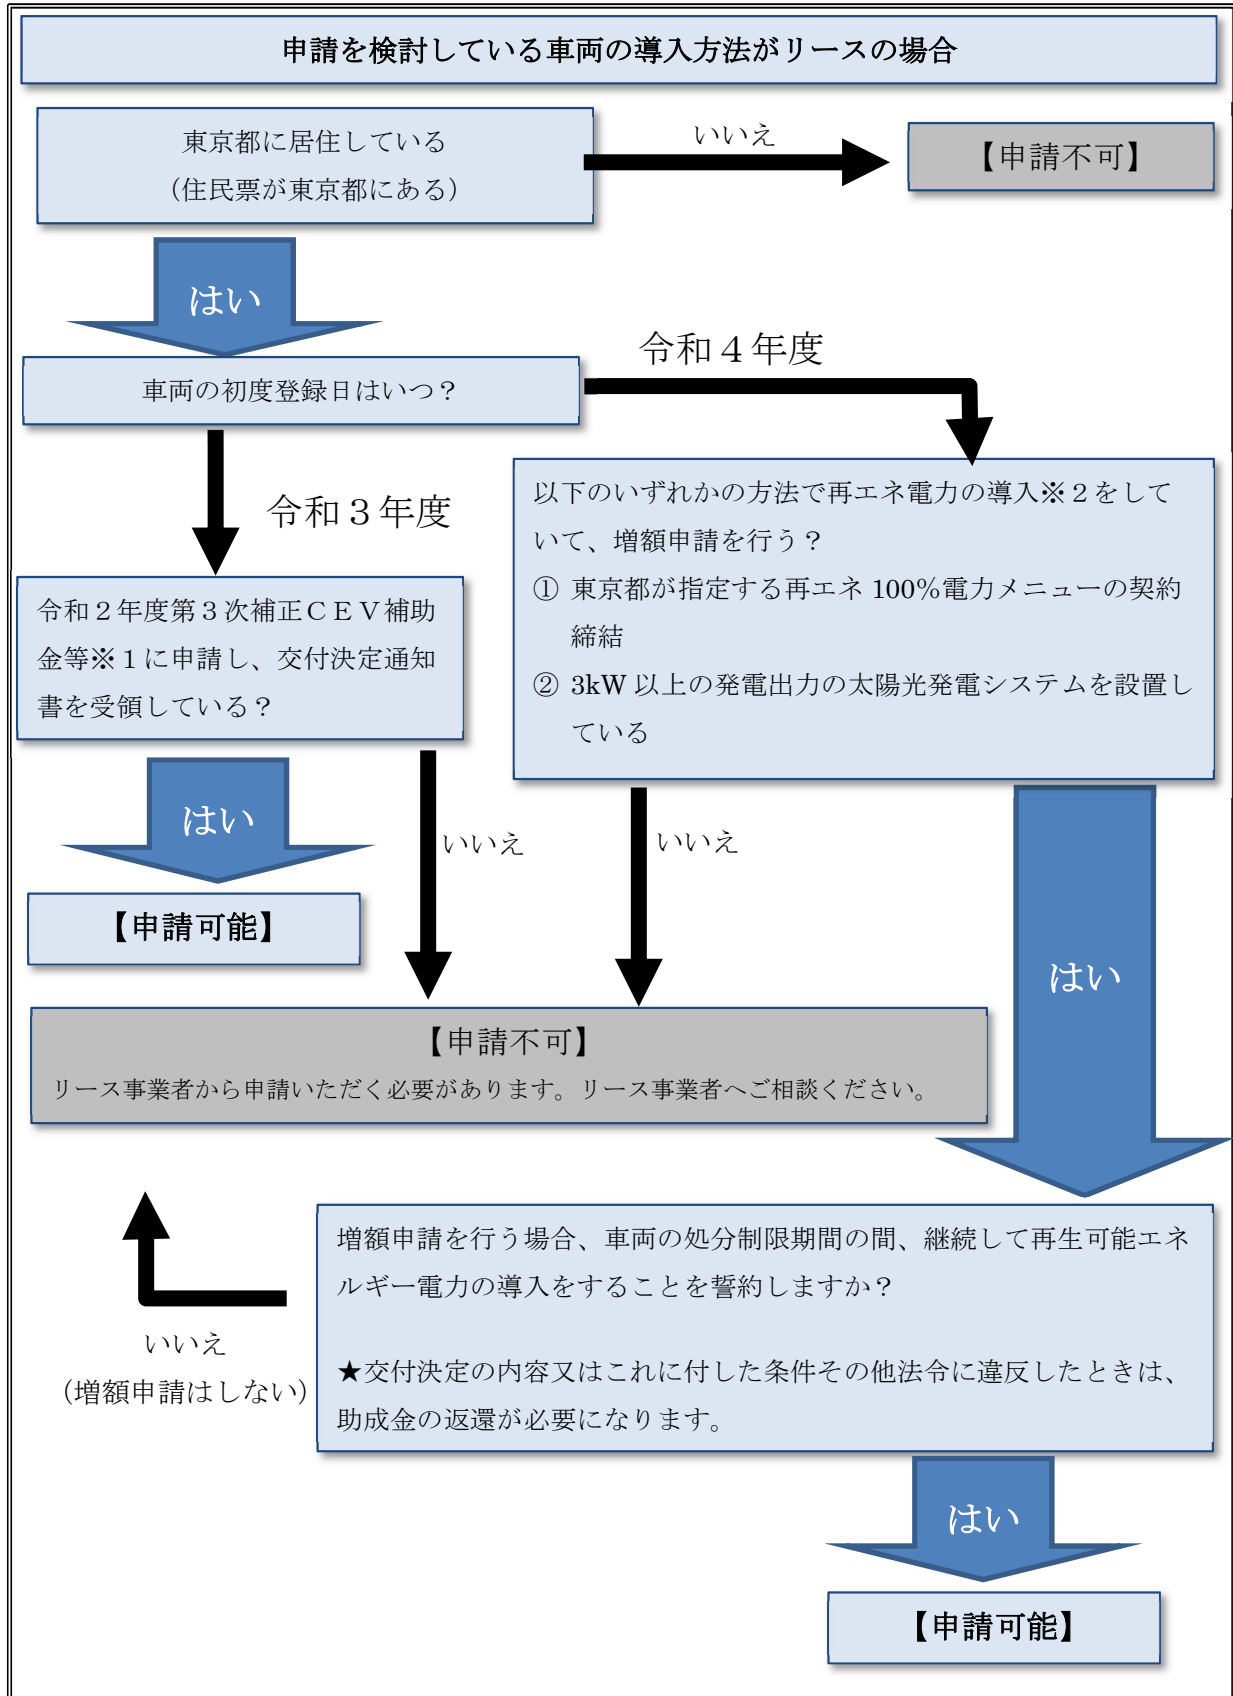 申請を検討している車両の導入方法がリースの場合
東京都に居住している
（住民票が東京都にある）
いいえ
【申請不可】
はい
車両の初度登録日はいつ？
令和４年度
令和３年度
以下のいずれかの方法で再エネ電力の導入※２をして
いて、増額申請を行う？
① 東京都が指定する再エネ 100％電力メニューの契約
締結
② 3kW 以上の発電出力の太陽光発電システムを設置し
ている
令和２年度第３次補正ＣＥＶ補助
金等※１に申請し、交付決定通知
書を受領している？
はい
いいえ
いいえ
【申請可能】
はい
【申請不可】
リース事業者から申請いただく必要があります。リース事業者へご相談ください。
増額申請を行う場合、車両の処分制限期間の間、継続して再生可能エネ
ルギー電力の導入をすることを誓約しますか？
★交付決定の内容又はこれに付した条件その他法令に違反したときは、
助成金の返還が必要になります。
いいえ
（増額申請はしない）
はい
【申請可能】